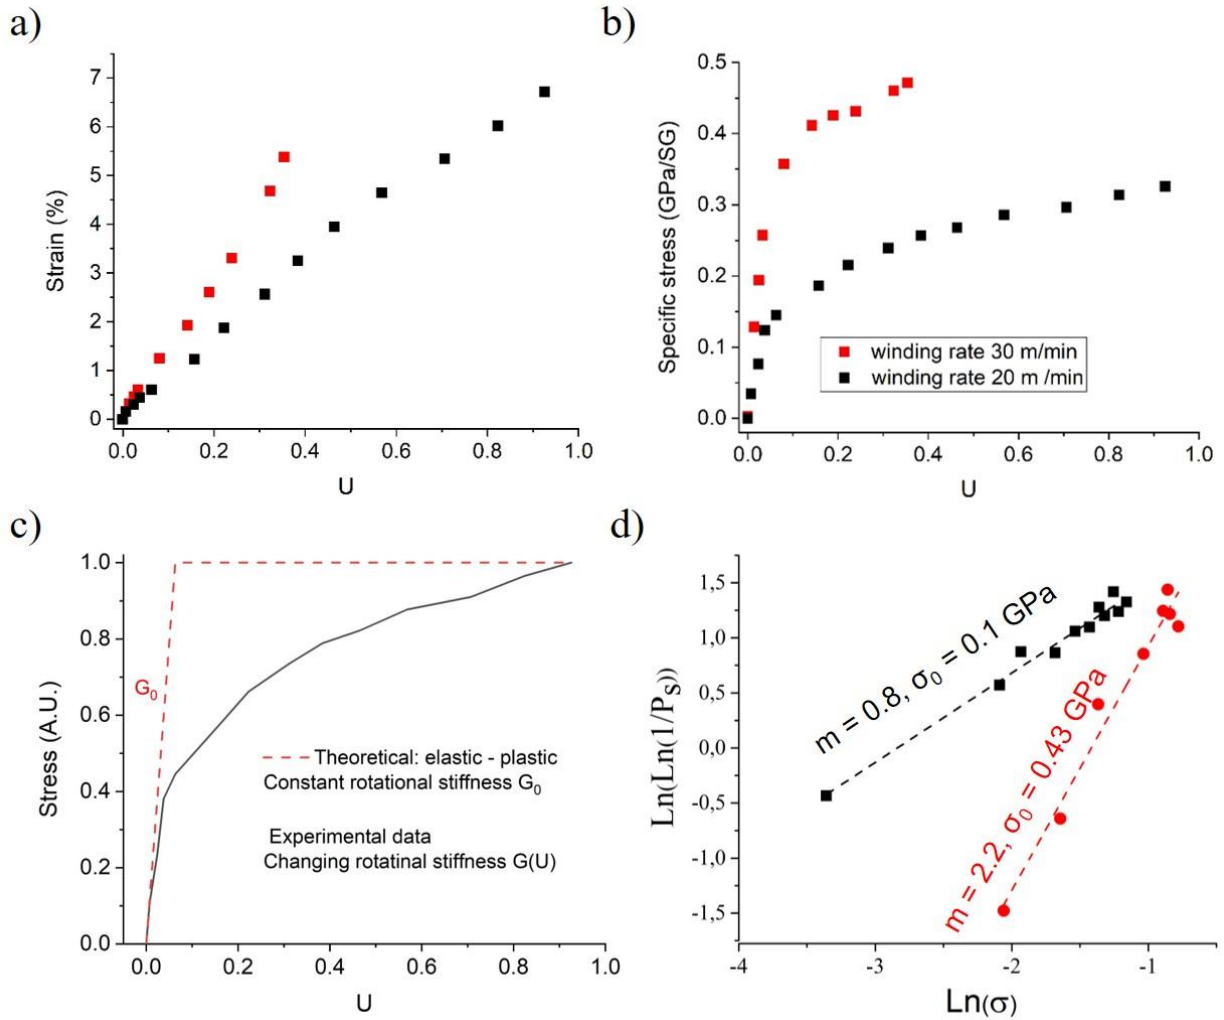 a)
7
6
5
4
3
2
1
0
Strain (%)
0.0 0.2 0.4 0.6 0.8 1.0
U
b)
0.5
0.4
0.3
0.2
0.1
0.0
Specific stress (GPa/SG)
winding rate 30 m/min
winding rate 20 m /min
0.0 0.2 0.4 0.6 0.8 1.0
U
c)
1.0
0.8
0.6
0.4
0.2
0.0
Stress (A.U.)
G₀
Theoretical: elastic - plastic
Constant rotational stiffness G₀
Experimental data
Changing rotatinal stiffness G(U)
0.0 0.2 0.4 0.6 0.8 1.0
U
d)
1,5
1,0
0,5
0,0
-0,5
-1,0
-1,5
Ln(Ln(1/P_S))
m = 0.8, σ₀ = 0.1 GPa
m = 2.2, σ₀ = 0.43 GPa
-4 -3 -2 -1
Ln(σ)